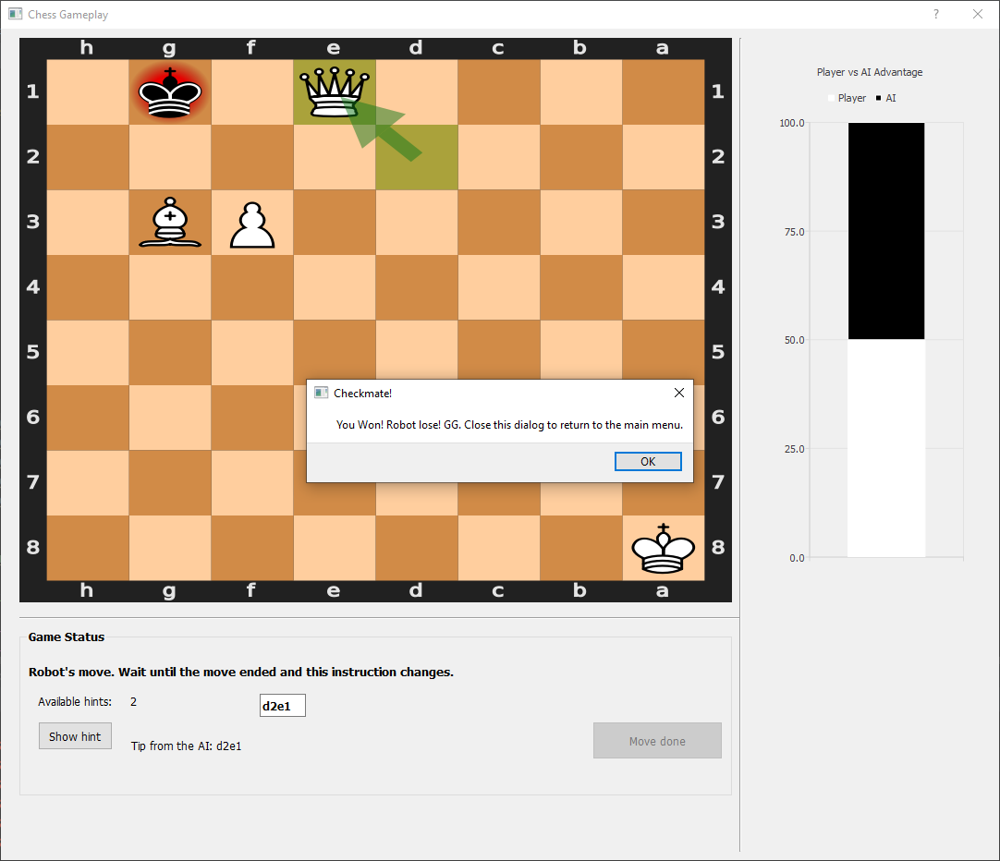 Chess Gameplay
?
h g f e d c b a
1 1
2 2
3 3
4 4
5 5
6 6
7 7
8 8
h g f e d c b a
Checkmate!
You Won! Robot lose! GG. Close this dialog to return to the main menu.
OK
Player vs AI Advantage
Player AI
100.0
75.0
50.0
25.0
0.0
Game Status
Robot's move. Wait until the move ended and this instruction changes.
Available hints: 2 d2e1
Show hint
Tip from the AI: d2e1
Move done